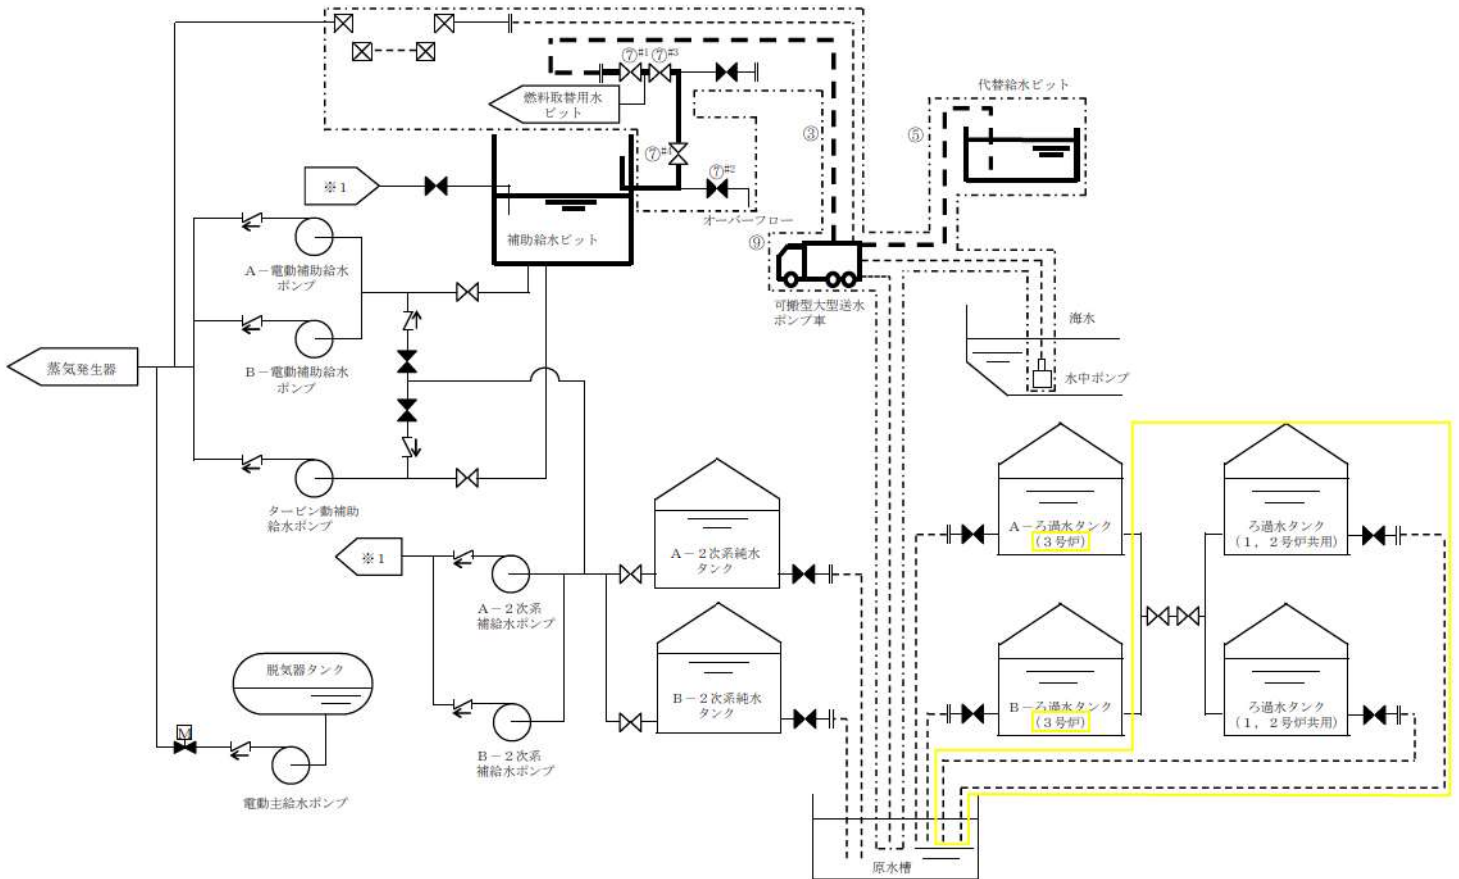 ⑦#1 ⑦#3
代替給水ピット
燃料取替用水
ピット
③
⑤
⑦#4
⑦#2
※1
オーバーフロー
補助給水ピット
⑨
A-電動補助給水
ポンプ
可搬型大型送水
ポンプ車
海水
蒸気発生器
B-電動補助給水
ポンプ
水中ポンプ
タービン動補助
給水ポンプ
A-ろ過水タンク
(3号炉)
ろ過水タンク
(1,2号炉共用)
※1
A-2次系純水
タンク
A-2次系
補給水ポンプ
脱気器タンク
B-2次系純水
タンク
B-ろ過水タンク
(3号炉)
ろ過水タンク
(1,2号炉共用)
M
B-2次系
補給水ポンプ
電動主給水ポンプ
原水槽